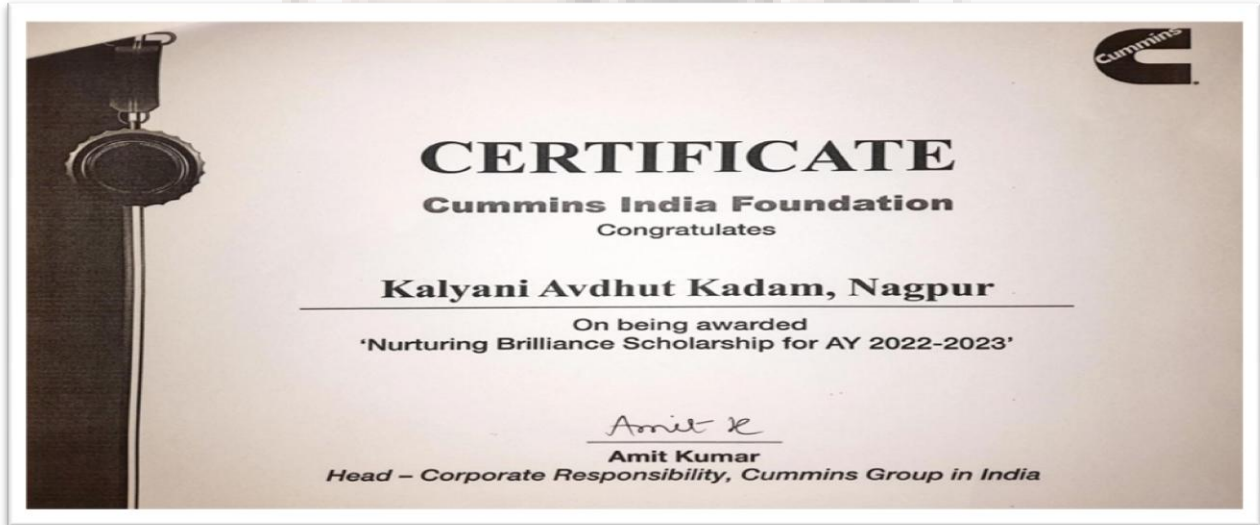 Cummins
CERTIFICATE
Cummins India Foundation
Congratulates
Kalyani Avdhut Kadam, Nagpur
On being awarded
‘Nurturing Brilliance Scholarship for AY 2022-2023’
Amit K
Amit Kumar
Head – Corporate Responsibility, Cummins Group in India